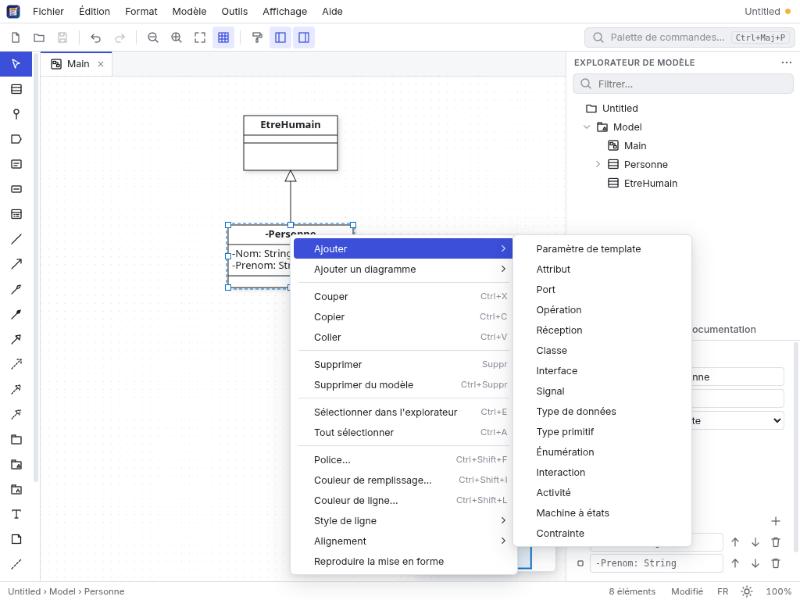 Fichier Édition Format Modèle Outils Affichage Aide Untitled
Palette de commandes... Ctrl+Maj+P
Main ×
EXPLORATEUR DE MODÈLE
Filtrer...
Untitled
Model
Main
Personne
EtreHumain
EtreHumain
-Personne
-Nom: String
-Prenom: Str
Ajouter
Ajouter un diagramme
Couper Ctrl+X
Copier Ctrl+C
Coller Ctrl+V
Supprimer Suppr
Supprimer du modèle Ctrl+Suppr
Sélectionner dans l'explorateur Ctrl+E
Tout sélectionner Ctrl+A
Police... Ctrl+Shift+F
Couleur de remplissage... Ctrl+Shift+I
Couleur de ligne... Ctrl+Shift+L
Style de ligne
Alignement
Reproduire la mise en forme
Paramètre de template
Attribut
Port
Opération
Réception
Classe
Interface
Signal
Type de données
Type primitif
Énumération
Interaction
Activité
Machine à états
Contrainte
ocumentation
nne
te
-Prenom: String
Untitled › Model › Personne 8 éléments Modifié FR 100%